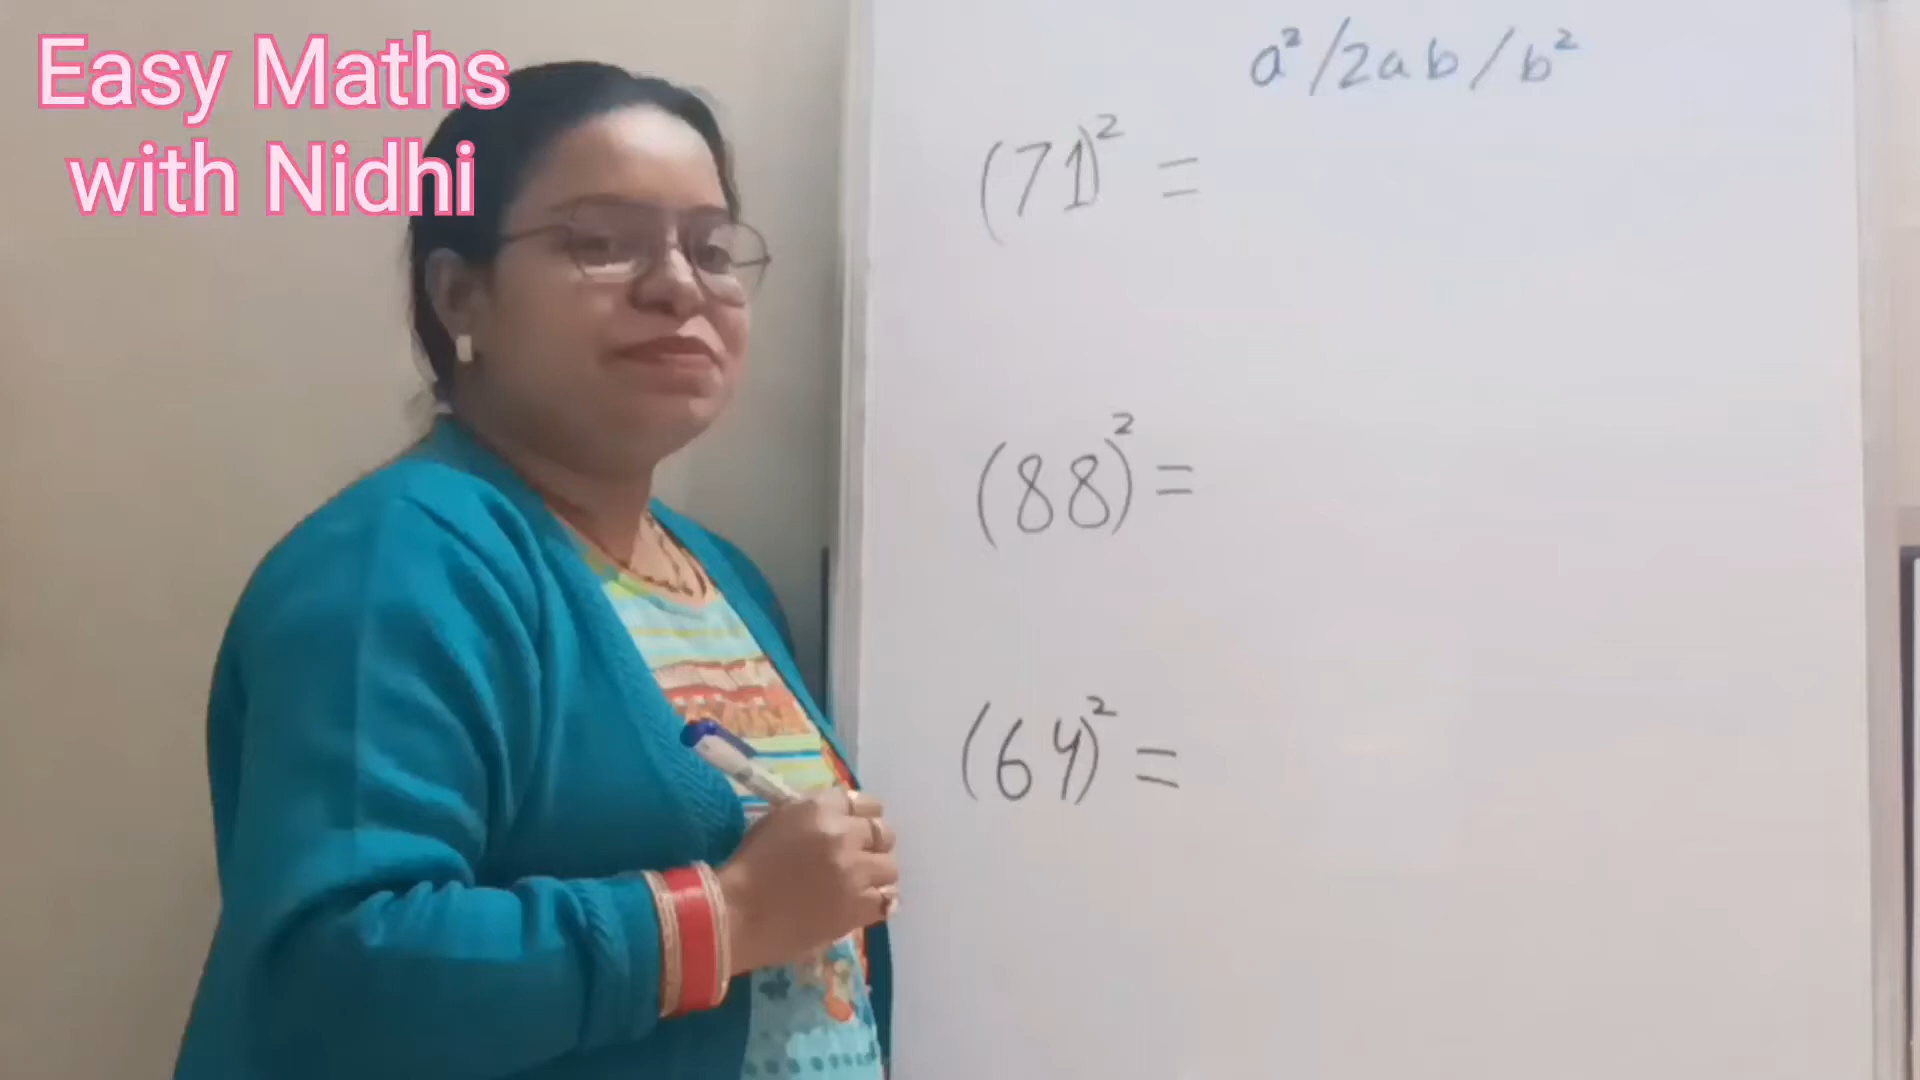 Easy Maths
with Nidhi
a²/2ab/b²
(71)² =
(88)² =
(64)² =